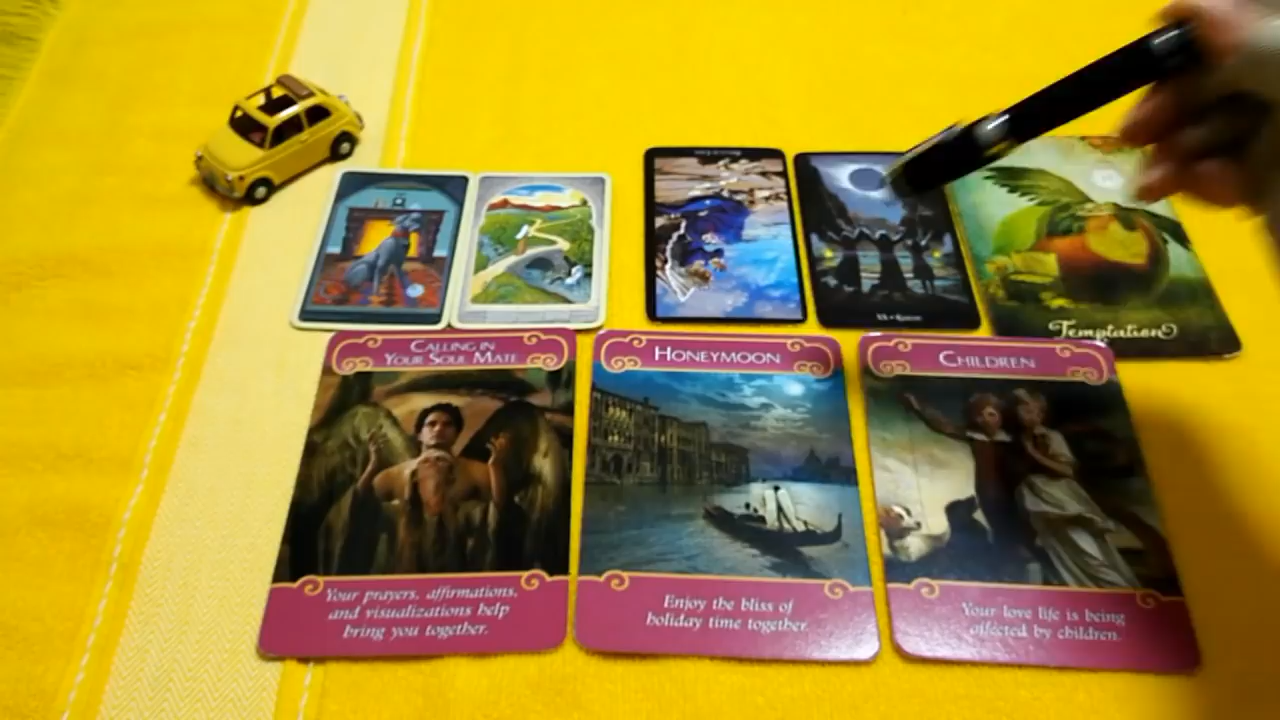 Temptation
CALLING IN
YOUR SOUL MATE
HONEYMOON
CHILDREN
Your prayers, affirmations,
and visualizations help
bring you together.
Enjoy the bliss of
holiday time together.
Your love life is being
affected by children.